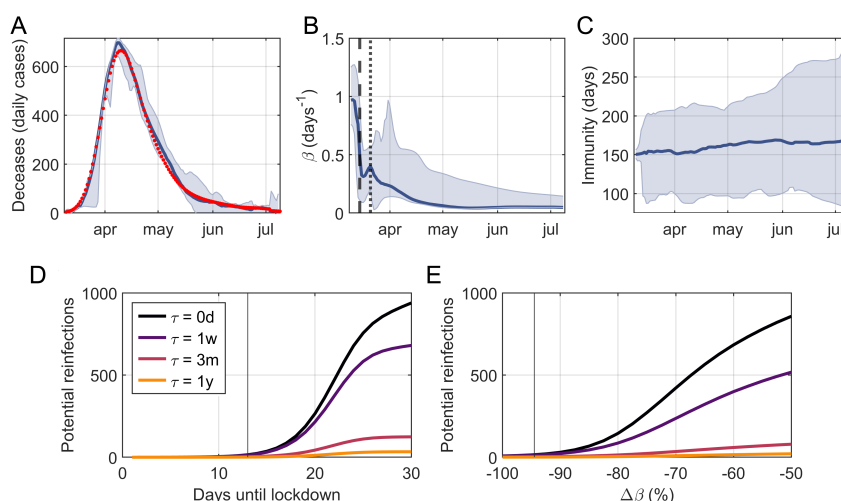 A
Deceases (daily cases)
600
400
200
0
apr
may
jun
jul
B
β (days⁻¹)
1.5
1
0.5
0
apr
may
jun
jul
C
Immunity (days)
300
250
200
150
100
apr
may
jun
jul
D
Potential reinfections
1000
500
0
τ = 0d
τ = 1w
τ = 3m
τ = 1y
10
20
30
Days until lockdown
E
Potential reinfections
1000
500
0
-100
-90
-80
-70
-60
-50
Δβ (%)